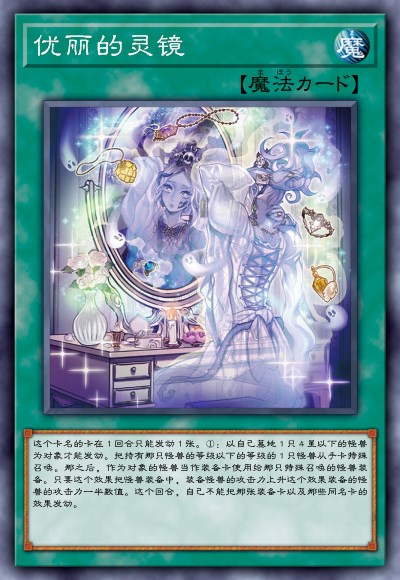 优丽的灵镜
魔
【魔法カード】
ま ほう
这个卡名的卡在1回合只能发动1张。①：以自己墓地1只4星以下的怪兽
为对象才能发动。把持有那只怪兽的等级以下的等级的1只怪兽从手卡特殊
召唤。那之后，作为对象的怪兽当作装备卡使用给那只特殊召唤的怪兽装
备。只要这个效果把怪兽装备中，装备怪兽的攻击力上升这个效果装备的怪
兽的攻击力一半数值。这个回合，自己不能把那张装备卡以及那些同名卡的
效果发动。